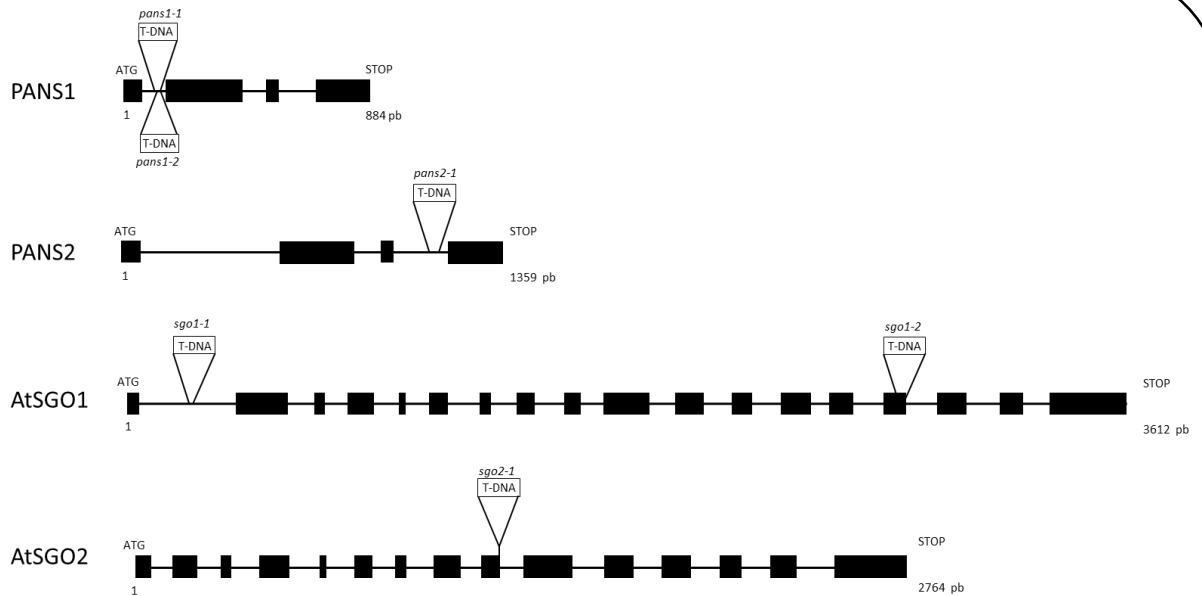 pans1-1
T-DNA
ATG
STOP
PANS1
1
884 pb
T-DNA
pans1-2
pans2-1
T-DNA
ATG
STOP
PANS2
1
1359 pb
sgo1-1
sgo1-2
T-DNA
T-DNA
ATG
STOP
AtSGO1
1
3612 pb
sgo2-1
T-DNA
ATG
STOP
AtSGO2
1
2764 pb